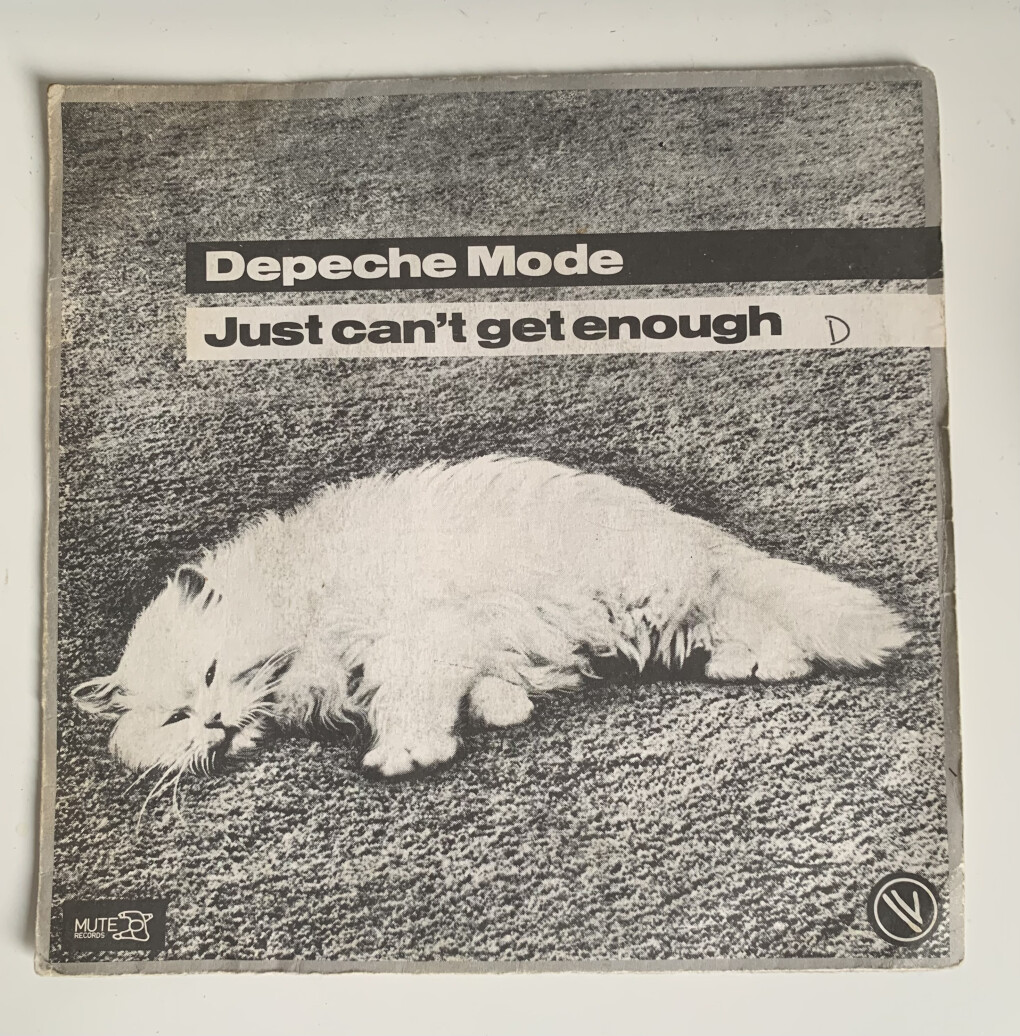 Depeche Mode
Just can't get enough
D
MUTE
RECORDS